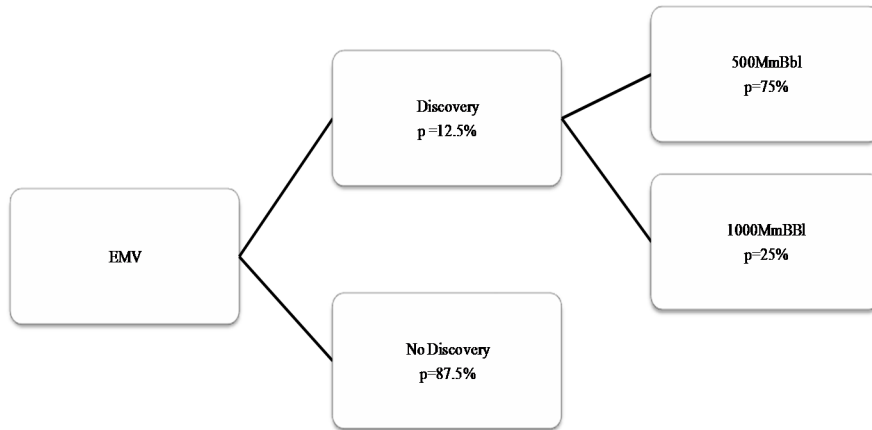 500MmBbl
p=75%
Discovery
p =12.5%
1000MmBBl
p=25%
EMV
No Discovery
p=87.5%